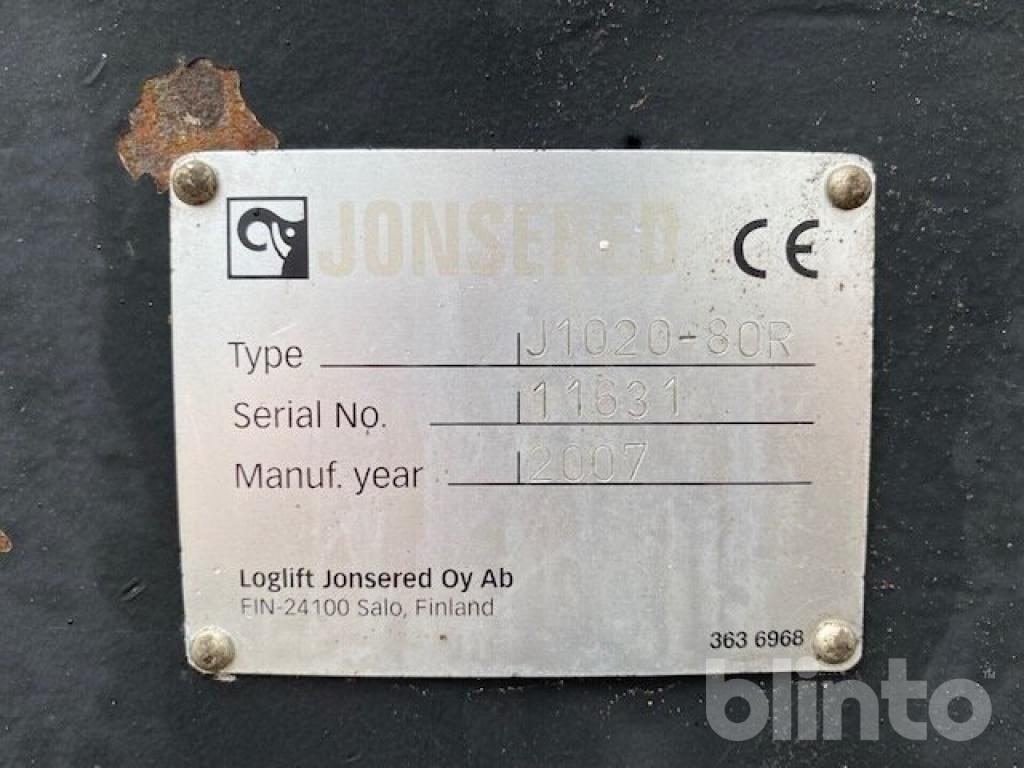 JONSERED CE
Type J1020-80R
Serial No. 11631
Manuf. year 2007
Loglift Jonsered Oy Ab
FIN-24100 Salo, Finland
363 6968
blinto™